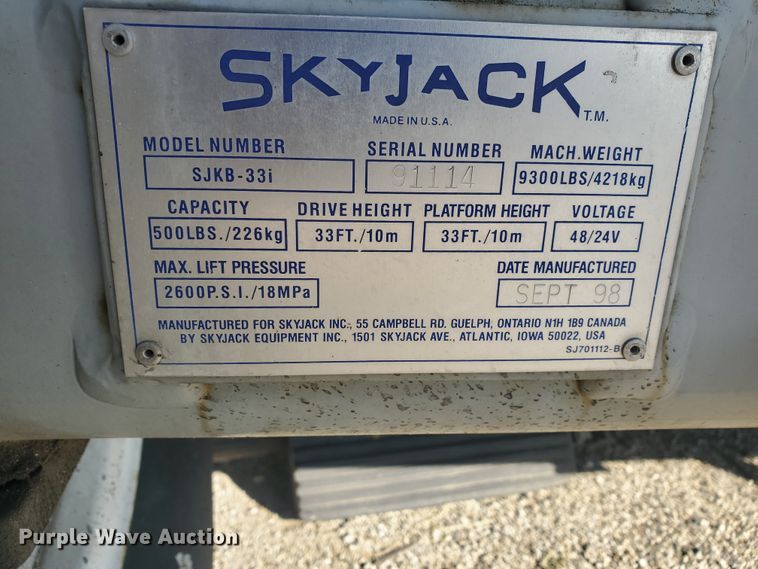 SKYJACK T.M.
MADE IN U.S.A.
MODEL NUMBER SERIAL NUMBER MACH.WEIGHT
SJKB-33i 91114 9300LBS/4218kg
CAPACITY DRIVE HEIGHT PLATFORM HEIGHT VOLTAGE
500LBS./226kg 33FT./10m 33FT./10m 48/24V
MAX. LIFT PRESSURE DATE MANUFACTURED
2600P.S.I./18MPa SEPT 98
MANUFACTURED FOR SKYJACK INC., 55 CAMPBELL RD. GUELPH, ONTARIO N1H 1B9 CANADA
BY SKYJACK EQUIPMENT INC., 1501 SKYJACK AVE., ATLANTIC, IOWA 50022, USA
SJ701112-B
Purple Wave Auction®